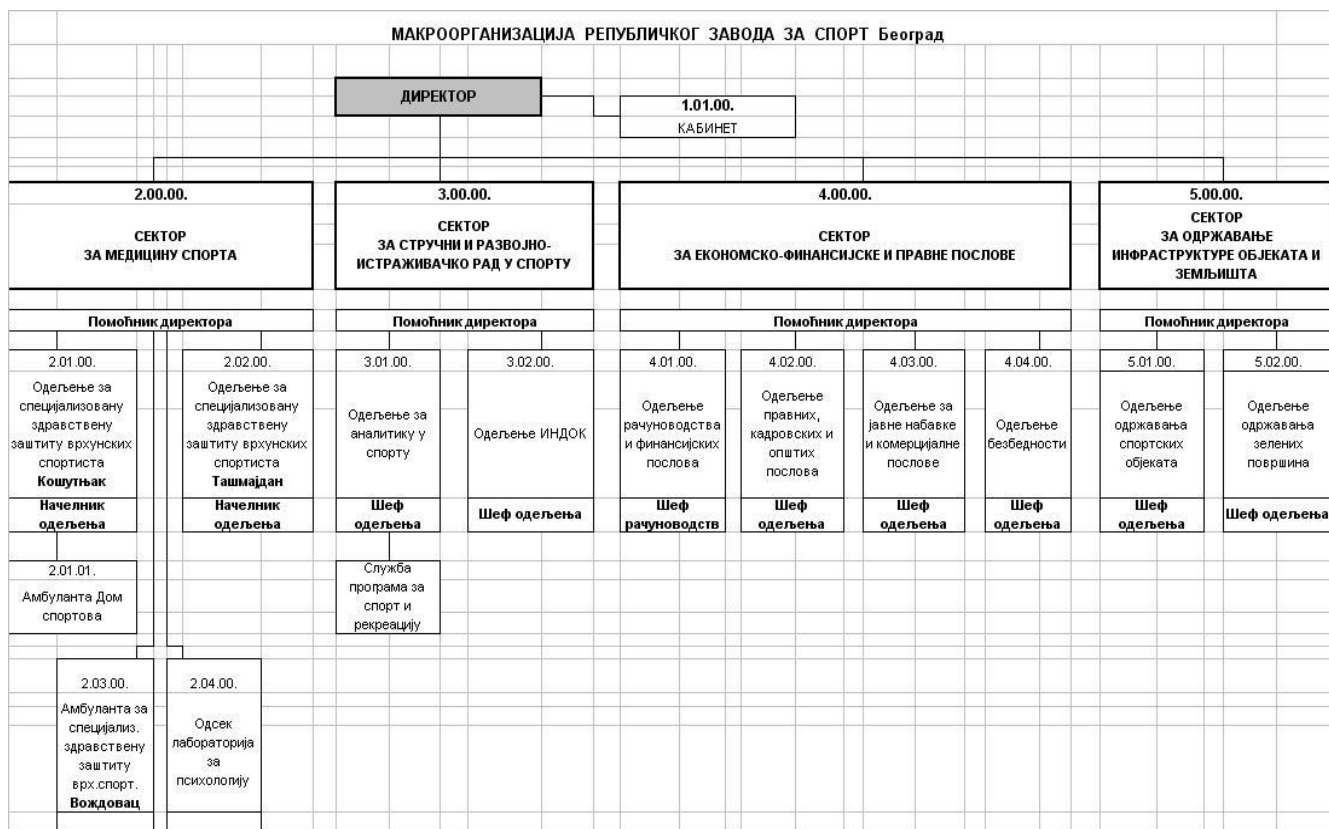 МАКРООРГАНИЗАЦИЈА РЕПУБЛИЧКОГ ЗАВОДА ЗА СПОРТ Београд
ДИРЕКТОР
1.01.00.
КАБИНЕТ
2.00.00.
СЕКТОР
ЗА МЕДИЦИНУ СПОРТА
3.00.00.
СЕКТОР
ЗА СТРУЧНИ И РАЗВОЈНО-
ИСТРАЖИВАЧКО РАД У СПОРТУ
4.00.00.
СЕКТОР
ЗА ЕКОНОМСКО-ФИНАНСИЈСКЕ И ПРАВНЕ ПОСЛОВЕ
5.00.00.
СЕКТОР
ЗА ОДРЖАВАЊЕ
ИНФРАСТРУКТУРЕ ОБЈЕКАТА И
ЗЕМЉИШТА
Помоћник директора
Помоћник директора
Помоћник директора
Помоћник директора
2.01.00.
Одељење за
специјализовану
здравствену
заштиту врхунских
спортиста
Кошутњак
Начелник
одељења
2.02.00.
Одељење за
специјализовану
здравствену
заштиту врхунских
спортиста
Ташмајдан
Начелник
одељења
3.01.00.
Одељење за
аналитику у
спорту
Шеф
одељења
3.02.00.
Одељење ИНДОК
Шеф одељења
4.01.00.
Одељење
рачуноводства
и финансијских
послова
Шеф
рачуноводств
4.02.00.
Одељење
правних,
кадровских и
општих
послова
Шеф
одељења
4.03.00.
Одељење за
јавне набавке
и комерцијалне
послове
Шеф
одељења
4.04.00.
Одељење
безбедности
Шеф
одељења
5.01.00.
Одељење
одржавања
спортских
објеката
Шеф
одељења
5.02.00.
Одељење
одржавања
зелених
површина
Шеф одељења
2.01.01.
Амбуланта Дом
спортова
Служба
програма за
спорт и
рекреацију
2.03.00.
Амбуланта за
специјализ.
здравствену
заштиту
врх.спорт.
Вождовац
2.04.00.
Одсек
лабораторија
за
психологију